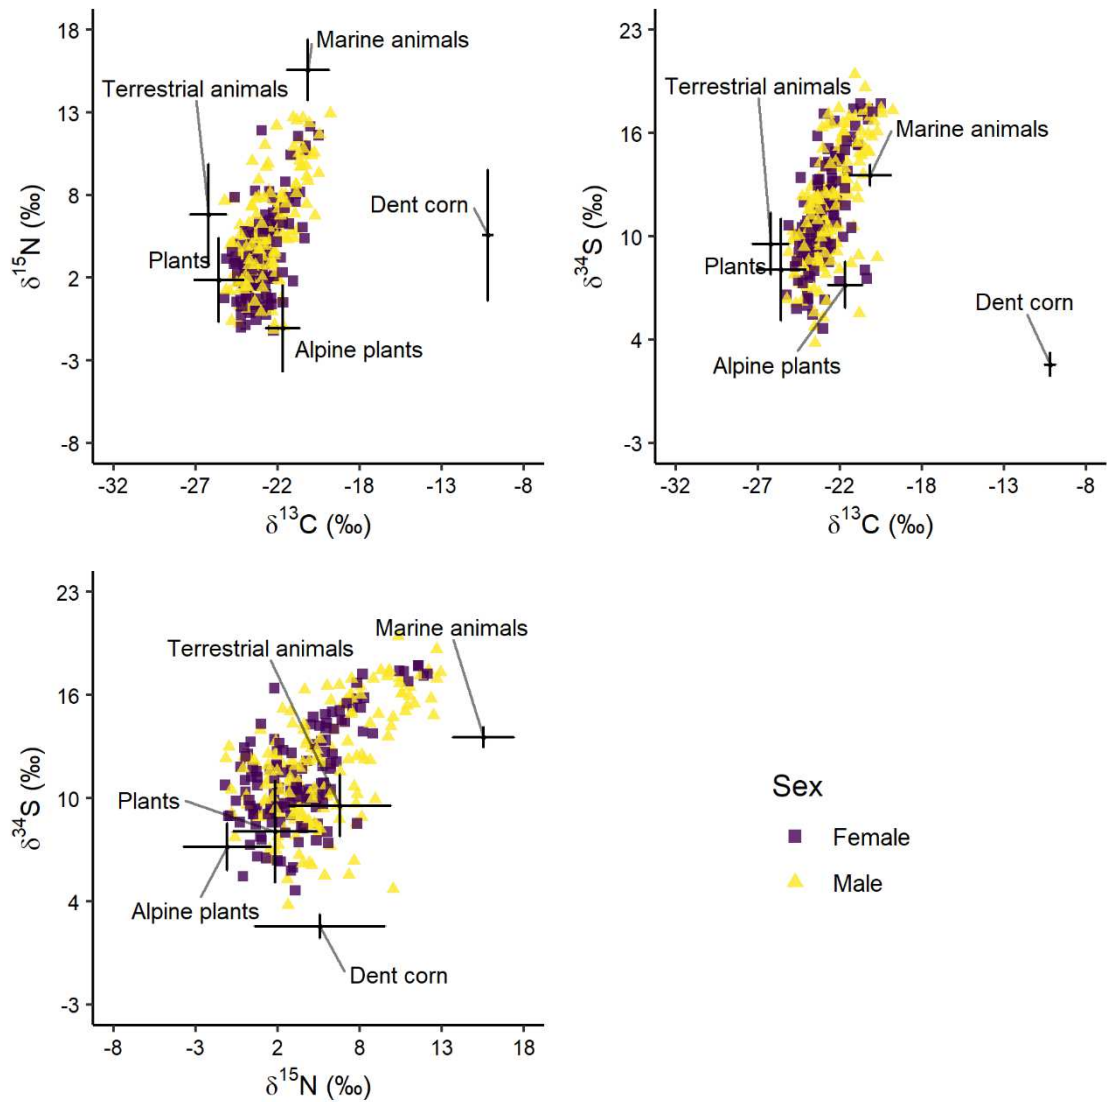 18
13
8
2
-3
-8
δ15N (‰)
Marine animals
Terrestrial animals
Dent corn
Plants
Alpine plants
-32
-27
-22
-18
-13
-8
δ13C (‰)
23
16
10
4
-3
δ34S (‰)
Terrestrial animals
Marine animals
Plants
Dent corn
Alpine plants
-32
-27
-22
-18
-13
-8
δ13C (‰)
23
16
10
4
-3
δ34S (‰)
Marine animals
Terrestrial animals
Plants
Alpine plants
Dent corn
-8
-3
2
8
13
18
δ15N (‰)
Sex
Female
Male